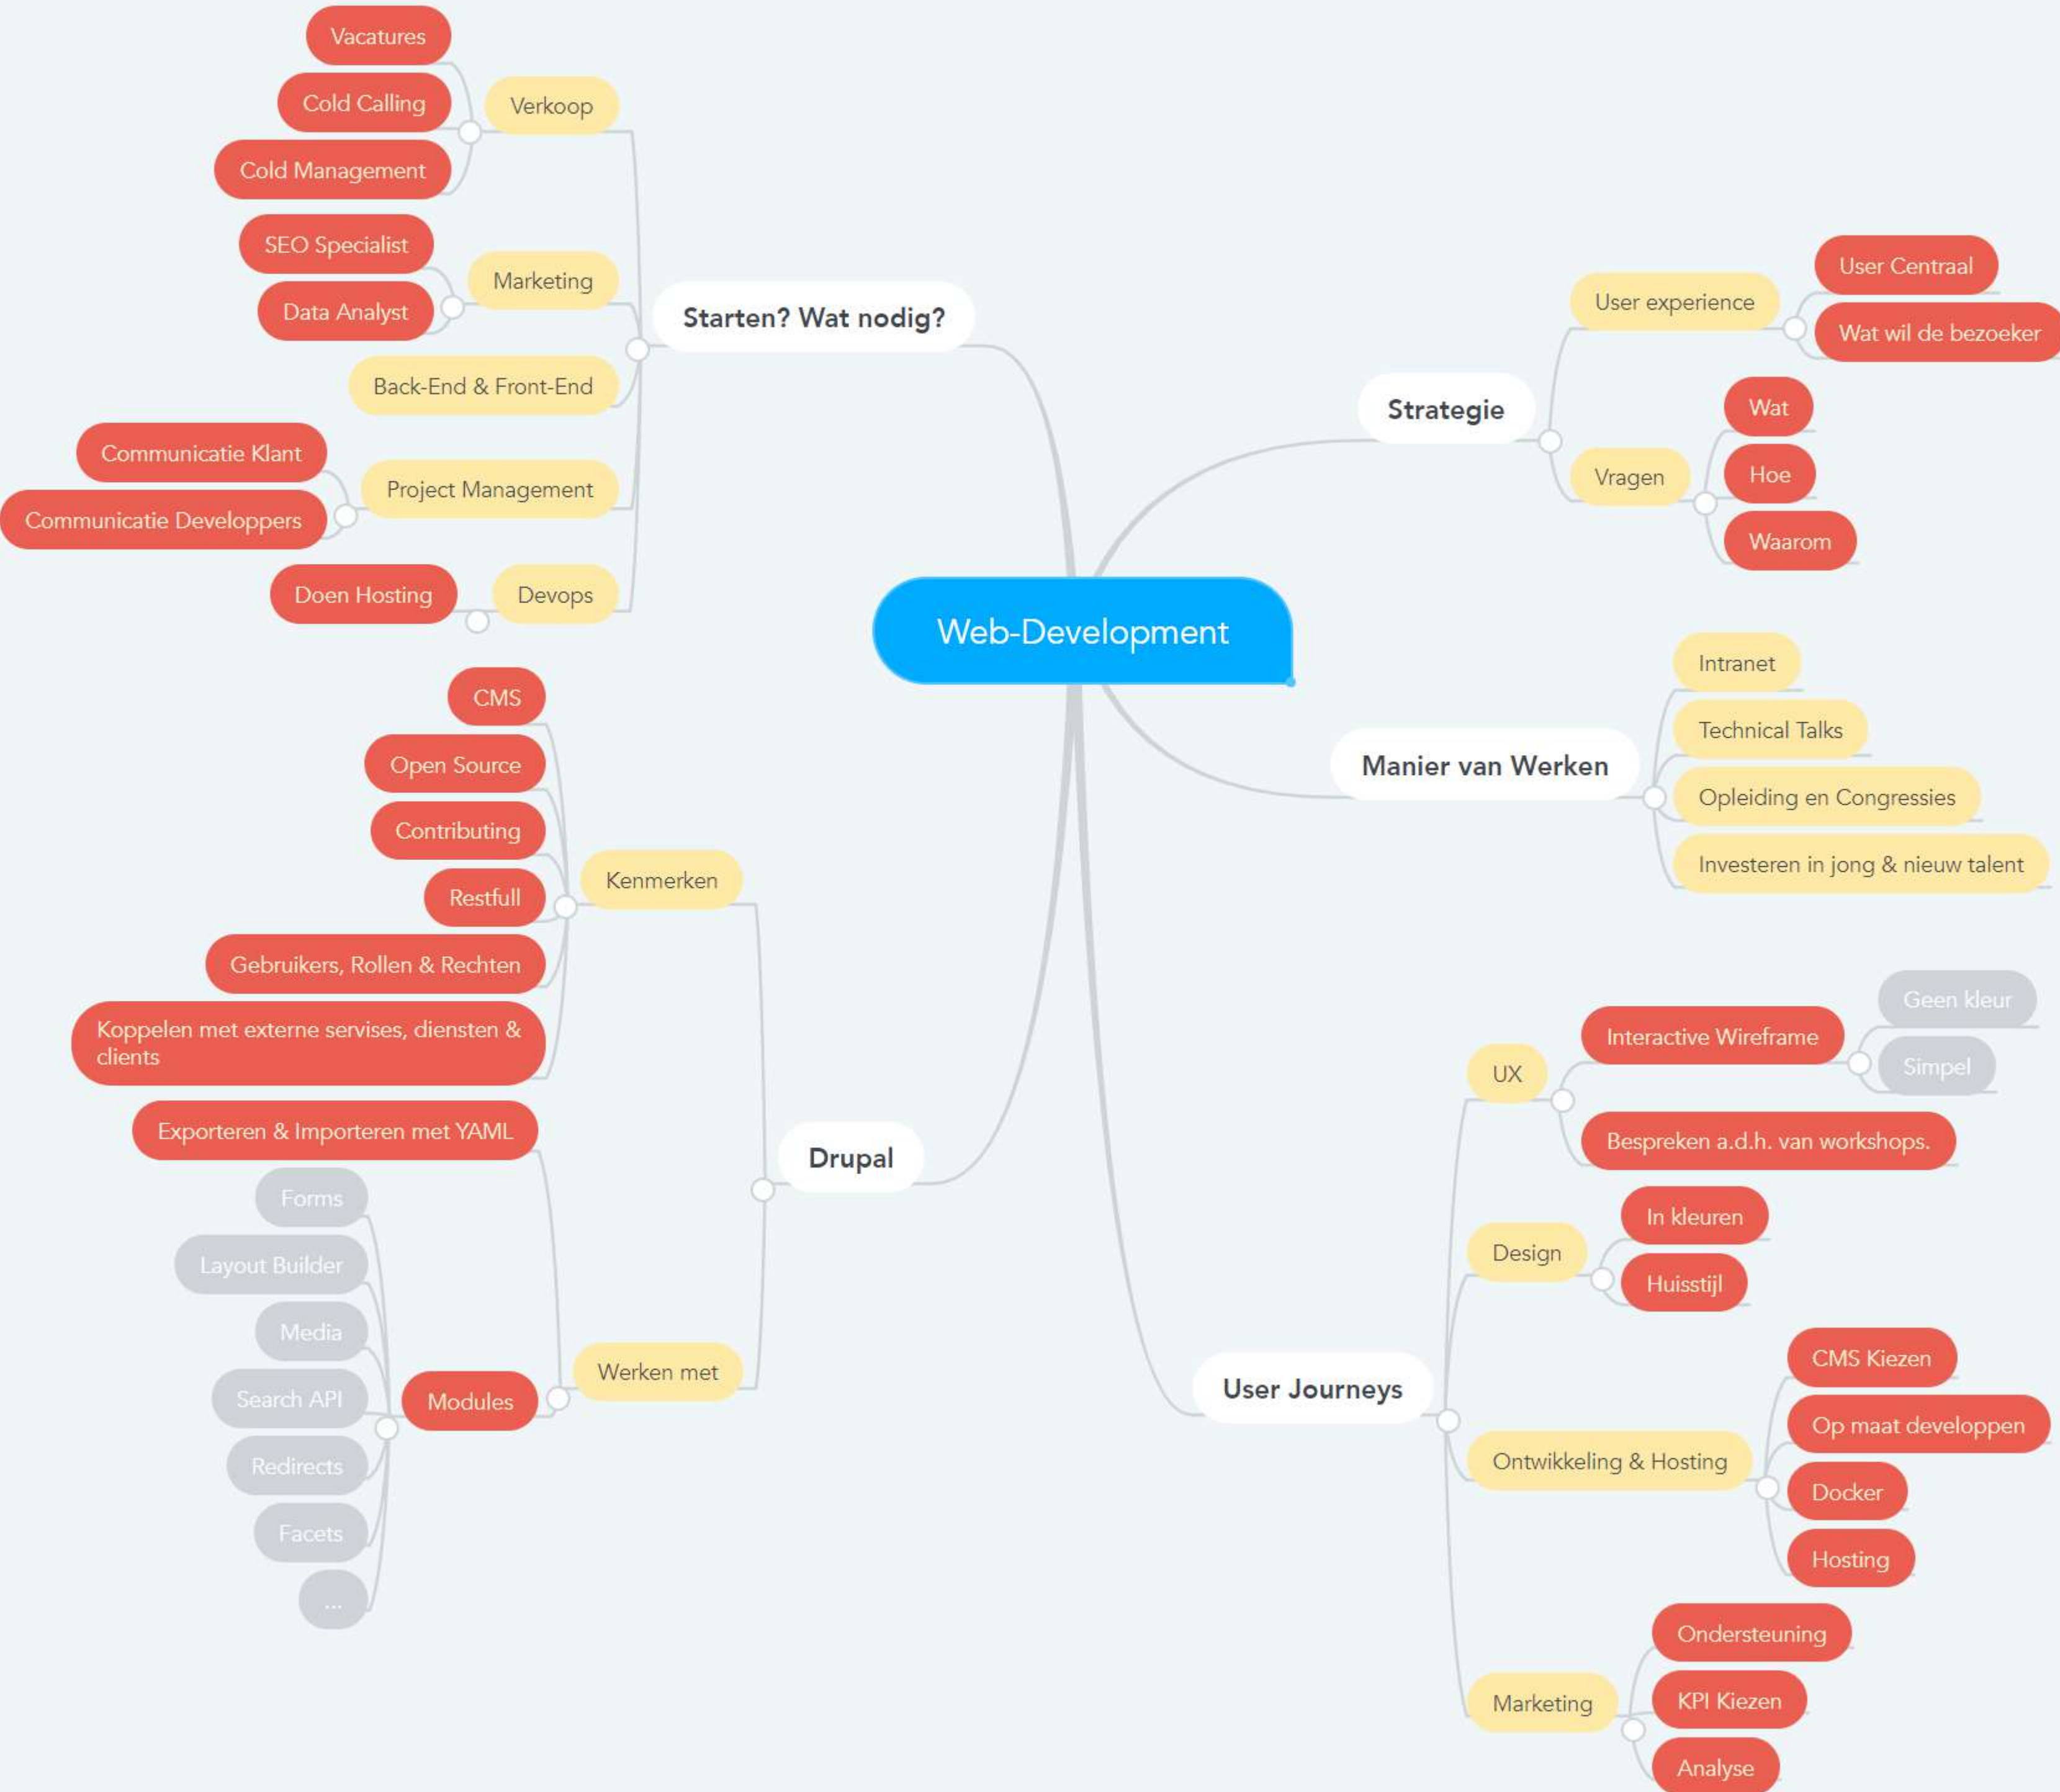 Web-Development
Starten? Wat nodig?
Verkoop
Vacatures
Cold Calling
Cold Management
Marketing
SEO Specialist
Data Analyst
Back-End & Front-End
Project Management
Communicatie Klant
Communicatie Developpers
Devops
Doen Hosting
Drupal
Kenmerken
CMS
Open Source
Contributing
Restfull
Gebruikers, Rollen & Rechten
Koppelen met externe servises, diensten &
clients
Werken met
Exporteren & Importeren met YAML
Modules
Forms
Layout Builder
Media
Search API
Redirects
Facets
...
Strategie
User experience
User Centraal
Wat wil de bezoeker
Vragen
Wat
Hoe
Waarom
Manier van Werken
Intranet
Technical Talks
Opleiding en Congressies
Investeren in jong & nieuw talent
User Journeys
UX
Interactive Wireframe
Geen kleur
Simpel
Bespreken a.d.h. van workshops.
Design
In kleuren
Huisstijl
Ontwikkeling & Hosting
CMS Kiezen
Op maat developpen
Docker
Hosting
Marketing
Ondersteuning
KPI Kiezen
Analyse